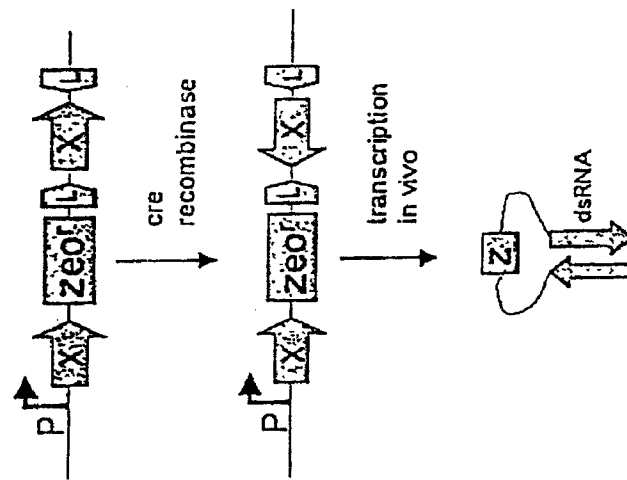 P X zeoʳ L X L
cre
recombinase
P X zeoʳ L X L
transcription
in vivo
Z
dsRNA